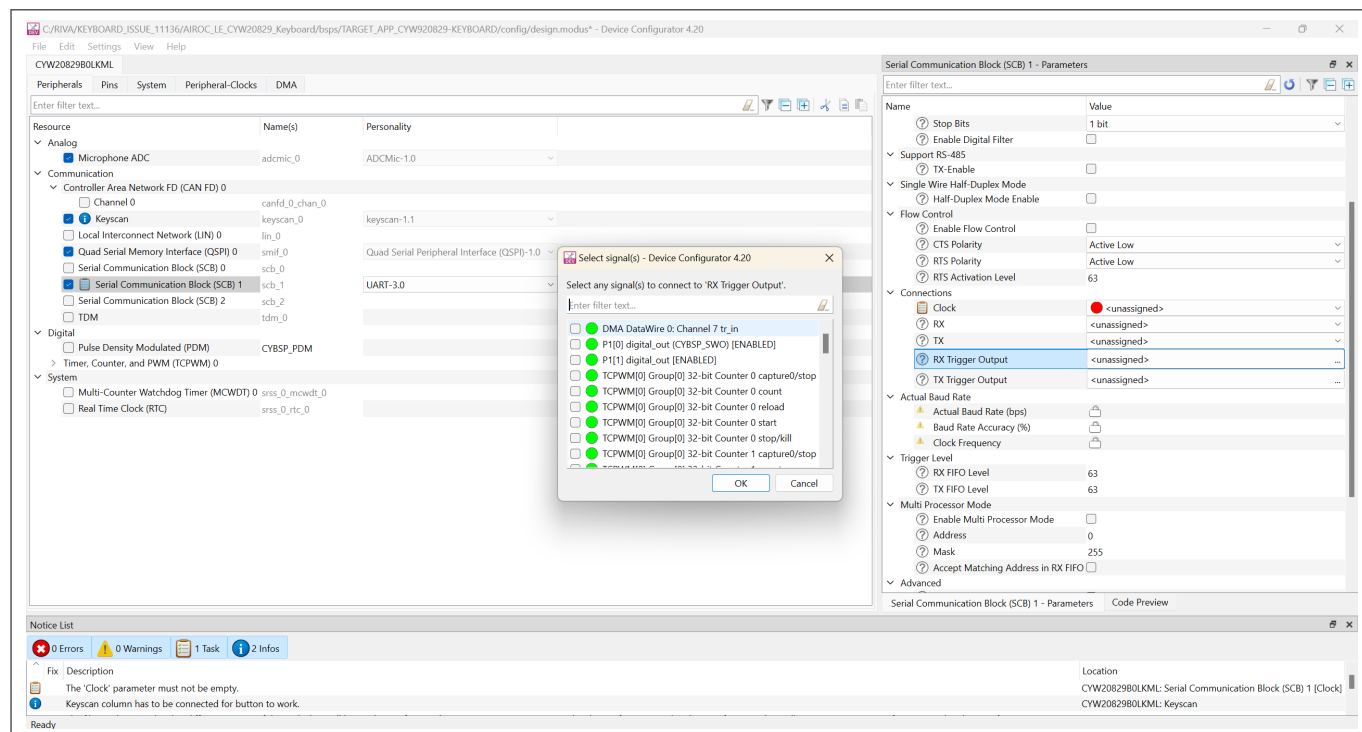 C:/RIVA/KEYBOARD_ISSUE_11136/AIROC_LE_CYW20829_Keyboard/bsps/TARGET_APP_CYW920829-KEYBOARD/config/design.modus* - Device Configurator 4.20
File Edit Settings View Help
CYW20829B0LKML
Peripherals Pins System Peripheral-Clocks DMA
Enter filter text...
Resource Name(s) Personality
Analog
Microphone ADC adcmic_0 ADCMic-1.0
Communication
Controller Area Network FD (CAN FD) 0
Channel 0 canfd_0_chan_0
Keyscan keyscan_0 keyscan-1.1
Local Interconnect Network (LIN) 0 lin_0
Quad Serial Memory Interface (QSPI) 0 smif_0 Quad Serial Peripheral Interface (QSPI)-1.0
Serial Communication Block (SCB) 0 scb_0
Serial Communication Block (SCB) 1 scb_1 UART-3.0
Serial Communication Block (SCB) 2 scb_2
TDM tdm_0
Digital
Pulse Density Modulated (PDM) CYBSP_PDM
Timer, Counter, and PWM (TCPWM) 0
System
Multi-Counter Watchdog Timer (MCWDT) 0 srss_0_mcwdt_0
Real Time Clock (RTC) srss_0_rtc_0
Select signal(s) - Device Configurator 4.20
Select any signal(s) to connect to 'RX Trigger Output'.
Enter filter text...
DMA DataWire 0: Channel 7 tr_in
P1[0] digital_out (CYBSP_SWO) [ENABLED]
P1[1] digital_out [ENABLED]
TCPWM[0] Group[0] 32-bit Counter 0 capture0/stop
TCPWM[0] Group[0] 32-bit Counter 0 count
TCPWM[0] Group[0] 32-bit Counter 0 reload
TCPWM[0] Group[0] 32-bit Counter 0 start
TCPWM[0] Group[0] 32-bit Counter 0 stop/kill
TCPWM[0] Group[0] 32-bit Counter 1 capture0/stop
OK Cancel
Serial Communication Block (SCB) 1 - Parameters
Enter filter text...
Name Value
Stop Bits 1 bit
Enable Digital Filter
Support RS-485
TX-Enable
Single Wire Half-Duplex Mode
Half-Duplex Mode Enable
Flow Control
Enable Flow Control
CTS Polarity Active Low
RTS Polarity Active Low
RTS Activation Level 63
Connections
Clock <unassigned>
RX <unassigned>
TX <unassigned>
RX Trigger Output <unassigned> ...
TX Trigger Output <unassigned> ...
Actual Baud Rate
Actual Baud Rate (bps)
Baud Rate Accuracy (%)
Clock Frequency
Trigger Level
RX FIFO Level 63
TX FIFO Level 63
Multi Processor Mode
Enable Multi Processor Mode
Address 0
Mask 255
Accept Matching Address in RX FIFO
Advanced
Serial Communication Block (SCB) 1 - Parameters Code Preview
Notice List
0 Errors 0 Warnings 1 Task 2 Infos
Fix Description Location
The 'Clock' parameter must not be empty. CYW20829B0LKML: Serial Communication Block (SCB) 1 [Clock]
Keyscan column has to be connected for button to work. CYW20829B0LKML: Keyscan
Ready